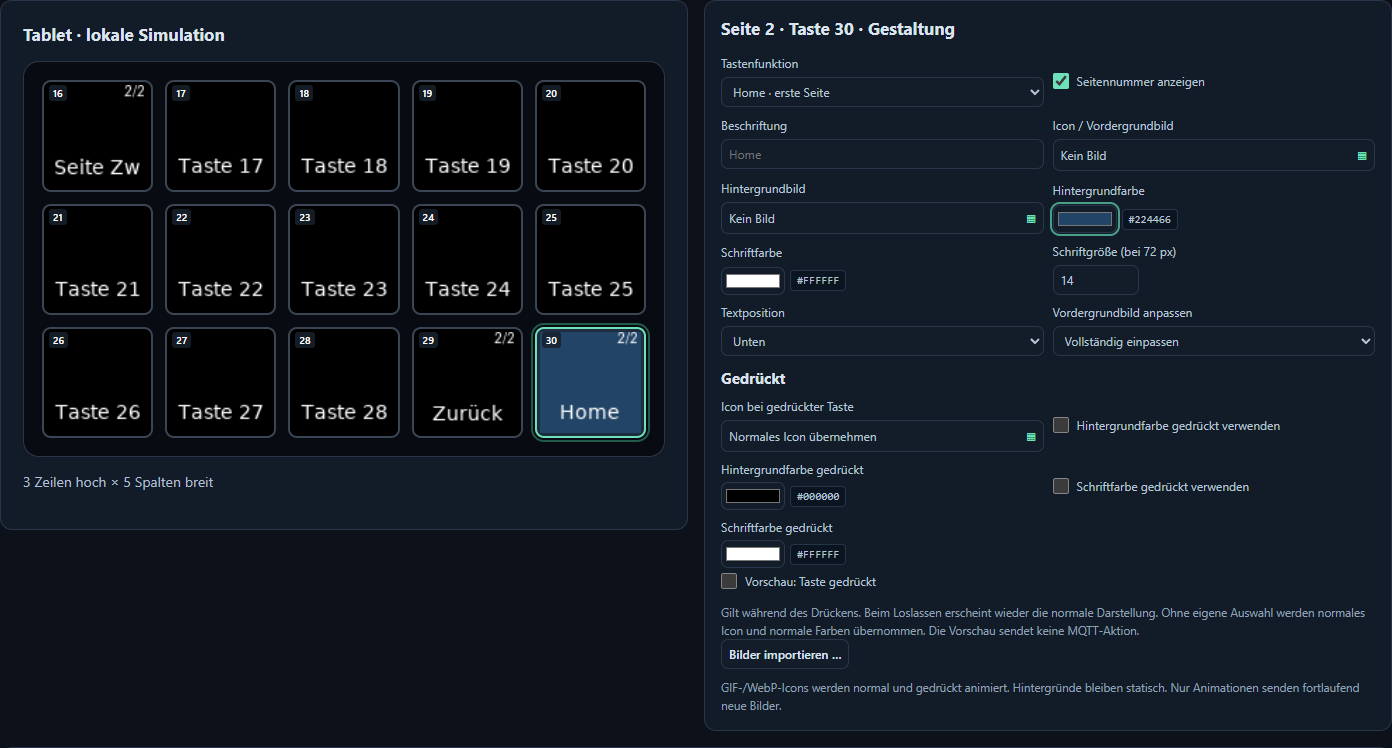 Tablet · lokale Simulation
16 2/2 17 18 19 20
Seite Zw Taste 17 Taste 18 Taste 19 Taste 20
21 22 23 24 25
Taste 21 Taste 22 Taste 23 Taste 24 Taste 25
26 27 28 29 2/2 30 2/2
Taste 26 Taste 27 Taste 28 Zurück Home
3 Zeilen hoch × 5 Spalten breit
Seite 2 · Taste 30 · Gestaltung
Tastenfunktion
Home · erste Seite
Seitennummer anzeigen
Beschriftung
Home
Icon / Vordergrundbild
Kein Bild
Hintergrundbild
Kein Bild
Hintergrundfarbe
#224466
Schriftfarbe
#FFFFFF
Schriftgröße (bei 72 px)
14
Textposition
Unten
Vordergrundbild anpassen
Vollständig einpassen
Gedrückt
Icon bei gedrückter Taste
Normales Icon übernehmen
Hintergrundfarbe gedrückt verwenden
Hintergrundfarbe gedrückt
#000000
Schriftfarbe gedrückt verwenden
Schriftfarbe gedrückt
#FFFFFF
Vorschau: Taste gedrückt
Gilt während des Drückens. Beim Loslassen erscheint wieder die normale Darstellung. Ohne eigene Auswahl werden normales
Icon und normale Farben übernommen. Die Vorschau sendet keine MQTT-Aktion.
Bilder importieren ...
GIF-/WebP-Icons werden normal und gedrückt animiert. Hintergründe bleiben statisch. Nur Animationen senden fortlaufend
neue Bilder.